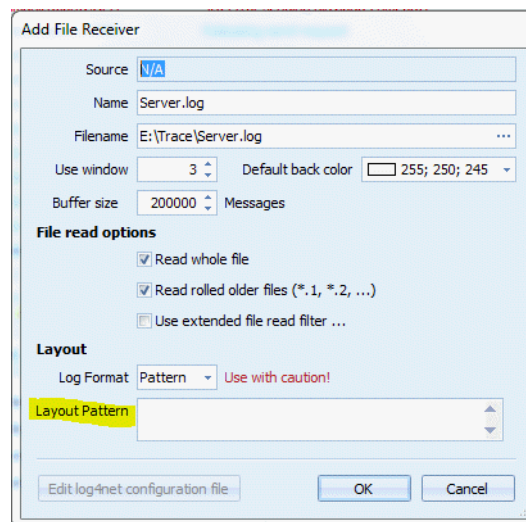 Add File Receiver
Source N/A
Name Server.log
Filename E:\Trace\Server.log ...
Use window 3 Default back color 255; 250; 245
Buffer size 200000 Messages
File read options
Read whole file
Read rolled older files (*.1, *.2, ...)
Use extended file read filter ...
Layout
Log Format Pattern Use with caution!
Layout Pattern
Edit log4net configuration file OK Cancel